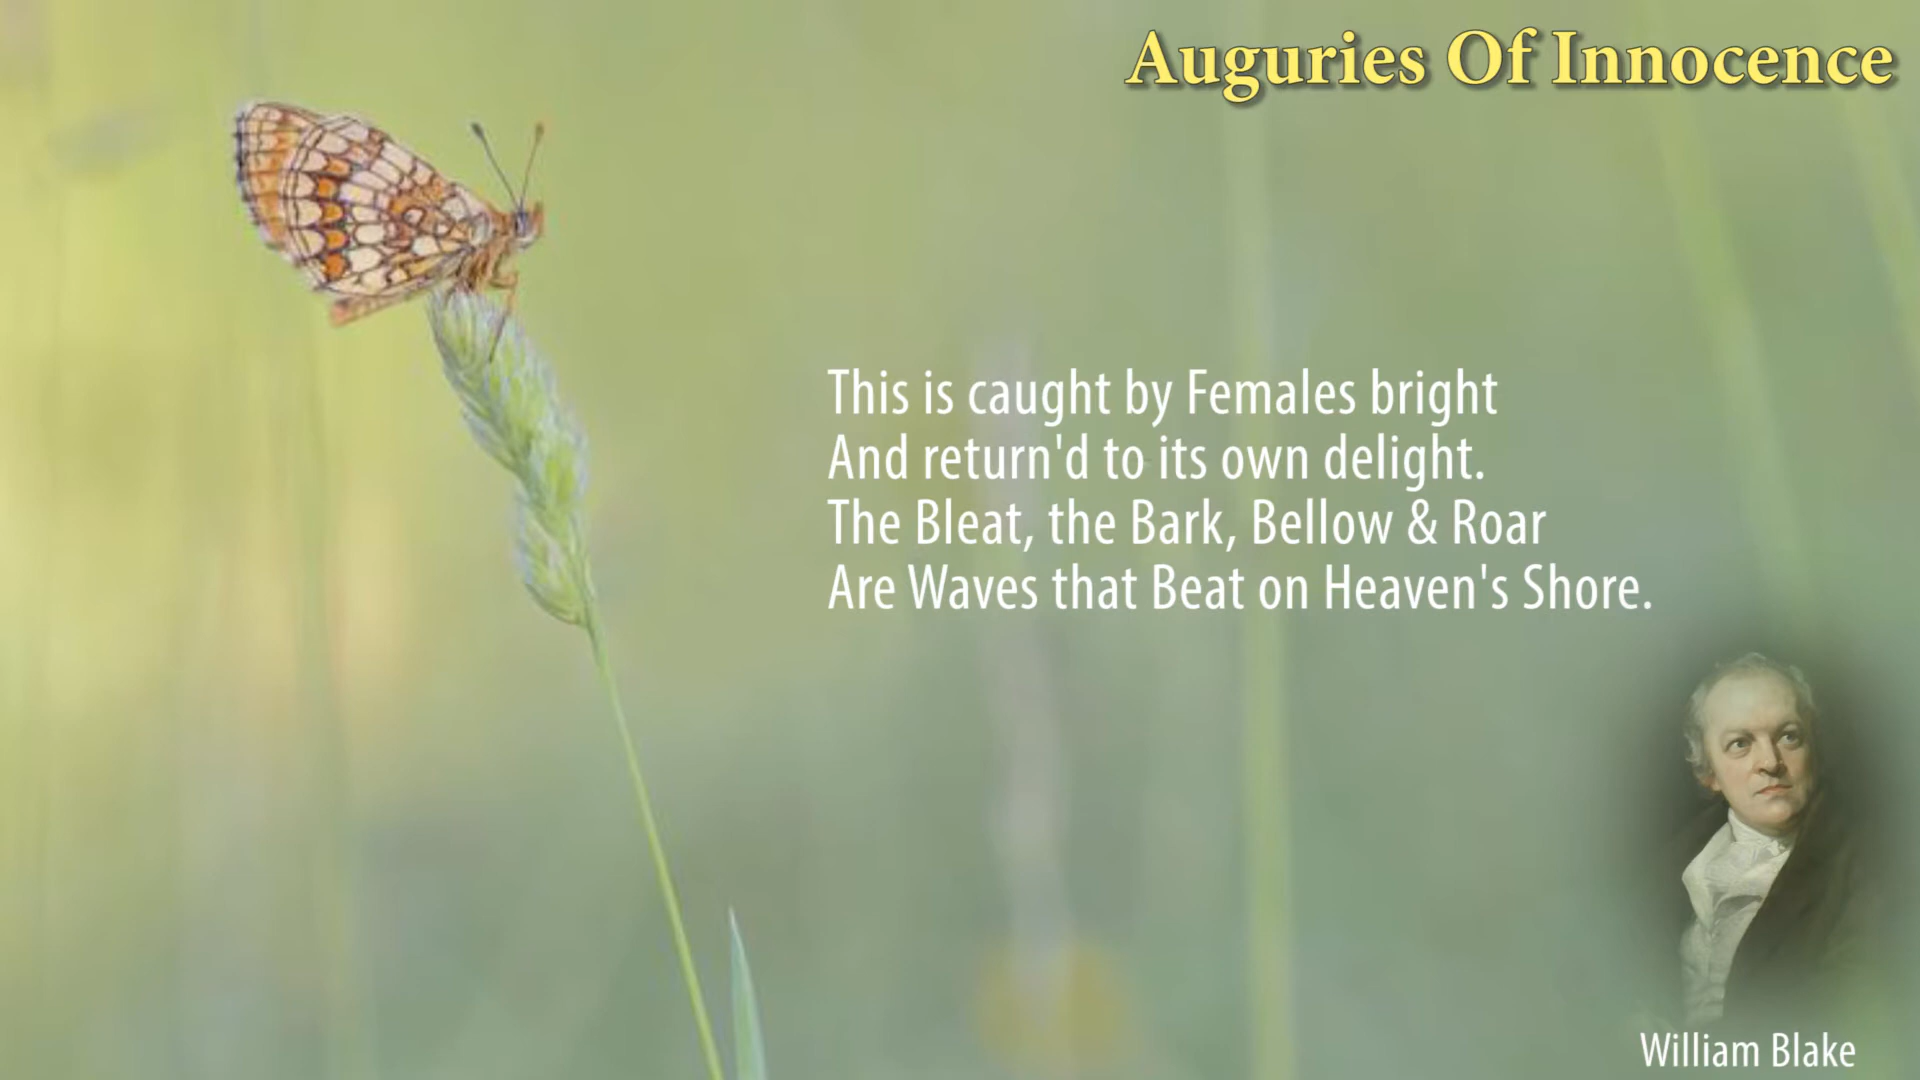 Auguries Of Innocence
This is caught by Females bright
And return'd to its own delight.
The Bleat, the Bark, Bellow & Roar
Are Waves that Beat on Heaven's Shore.
William Blake